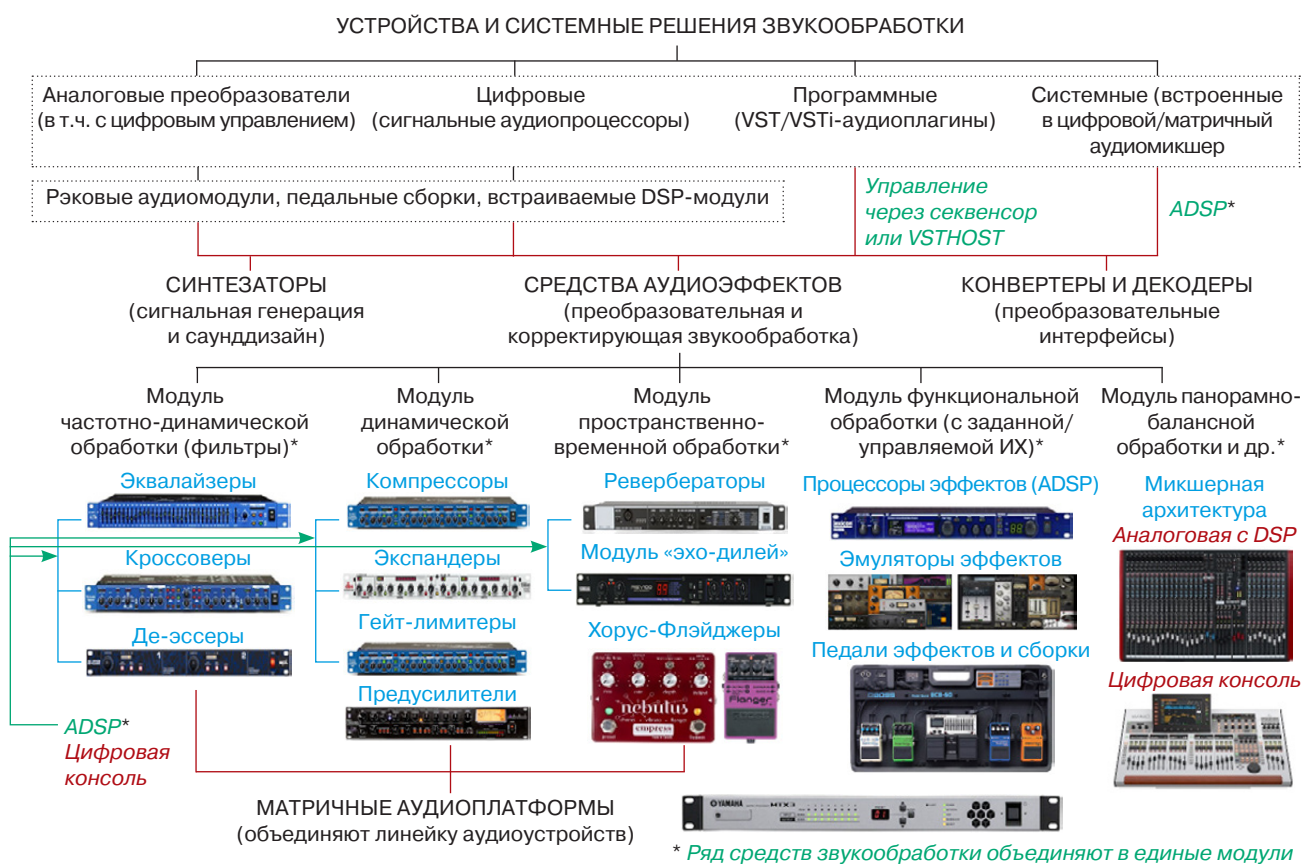 УСТРОЙСТВА И СИСТЕМНЫЕ РЕШЕНИЯ ЗВУКООБРАБОТКИ
Аналоговые преобразователи
(в т.ч. с цифровым управлением)
Цифровые
(сигнальные аудиопроцессоры)
Программные
(VST/VSTi-аудиоплагины)
Системные (встроенные
в цифровой/матричный
аудиомикшер
Рэковые аудиомодули, педальные сборки, встраиваемые DSP-модули
Управление
через секвенсор
или VSTHOST
ADSP*
СИНТЕЗАТОРЫ
(сигнальная генерация
и саунддизайн)
СРЕДСТВА АУДИОЭФФЕКТОВ
(преобразовательная и
корректирующая звукообработка)
КОНВЕРТЕРЫ И ДЕКОДЕРЫ
(преобразовательные
интерфейсы)
Модуль
частотно-динамической
обработки (фильтры)*
Модуль
динамической
обработки*
Модуль
пространственно-
временной обработки*
Модуль функциональной
обработки (с заданной/
управляемой ИХ)*
Модуль панорамно-
балансной
обработки и др.*
Эквалайзеры
Кроссоверы
Де-эссеры
ADSP*
Цифровая
консоль
Компрессоры
Экспандеры
Гейт-лимитеры
Предусилители
Ревербераторы
Модуль «эхо-дилей»
Хорус-Флэйджеры
nebulus
empress
Flanger
Процессоры эффектов (ADSP)
Эмуляторы эффектов
Педали эффектов и сборки
Микшерная
архитектура
Аналоговая с DSP
Цифровая консоль
МАТРИЧНЫЕ АУДИОПЛАТФОРМЫ
(объединяют линейку аудиоустройств)
YAMAHA
MTX3
* Ряд средств звукообработки объединяют в единые модули